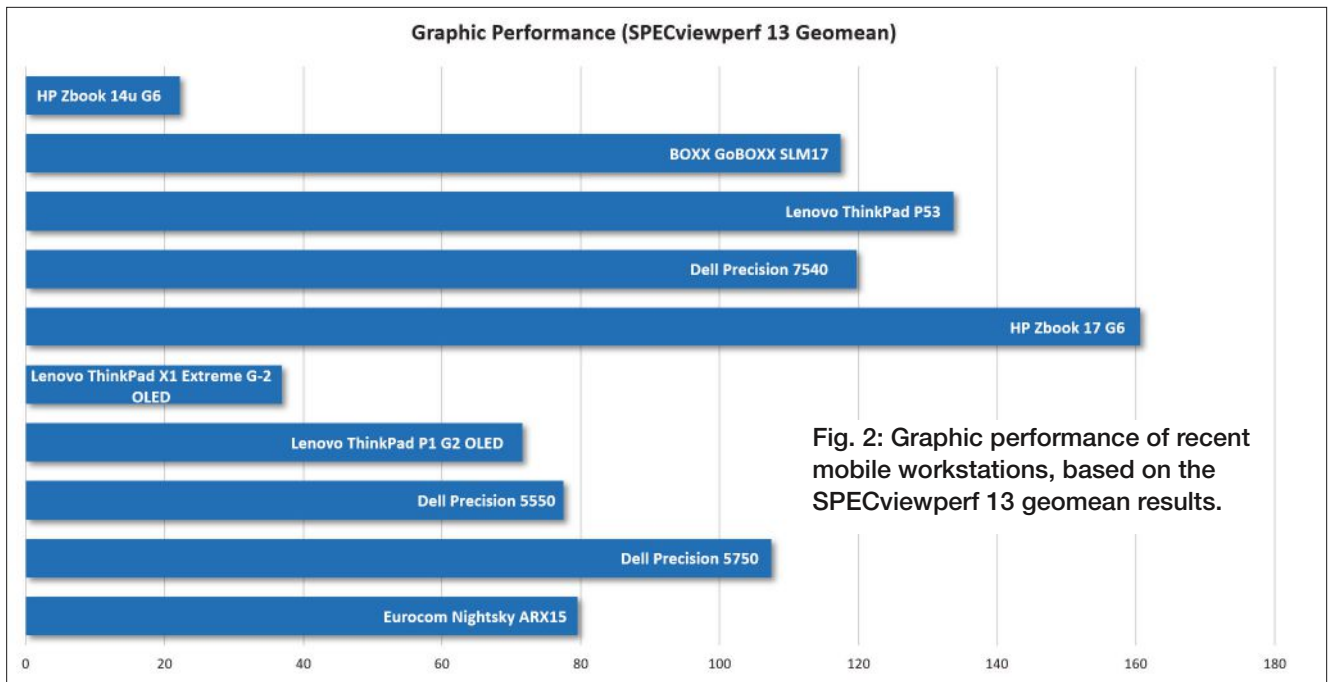 Graphic Performance (SPECviewperf 13 Geomean)
HP Zbook 14u G6
BOXX GoBOXX SLM17
Lenovo ThinkPad P53
Dell Precision 7540
HP Zbook 17 G6
Lenovo ThinkPad X1 Extreme G-2
OLED
Lenovo ThinkPad P1 G2 OLED
Fig. 2: Graphic performance of recent
mobile workstations, based on the
SPECviewperf 13 geomean results.
Dell Precision 5550
Dell Precision 5750
Eurocom Nightsky ARX15
0 20 40 60 80 100 120 140 160 180